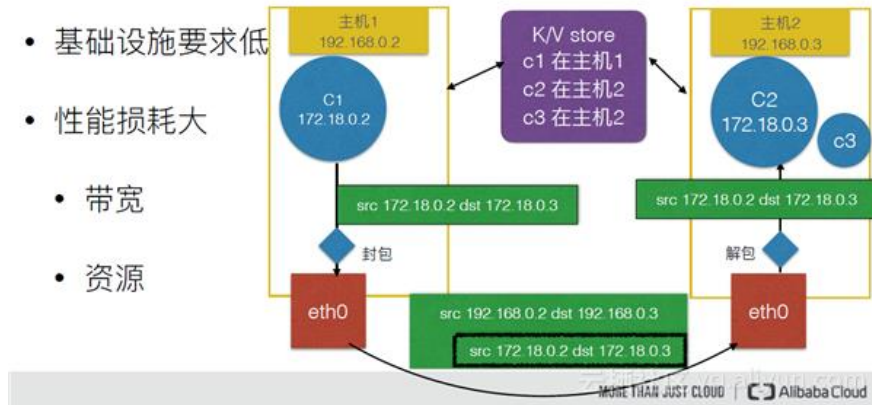 • 基础设施要求低
• 性能损耗大
• 带宽
• 资源
主机1
192.168.0.2
C1
172.18.0.2
src 172.18.0.2 dst 172.18.0.3
封包
eth0
K/V store
c1 在主机1
c2 在主机2
c3 在主机2
主机2
192.168.0.3
C2
172.18.0.3
c3
src 172.18.0.2 dst 172.18.0.3
解包
eth0
src 192.168.0.2 dst 192.168.0.3
src 172.18.0.2 dst 172.18.0.3
MORE THAN JUST CLOUD | Alibaba Cloud